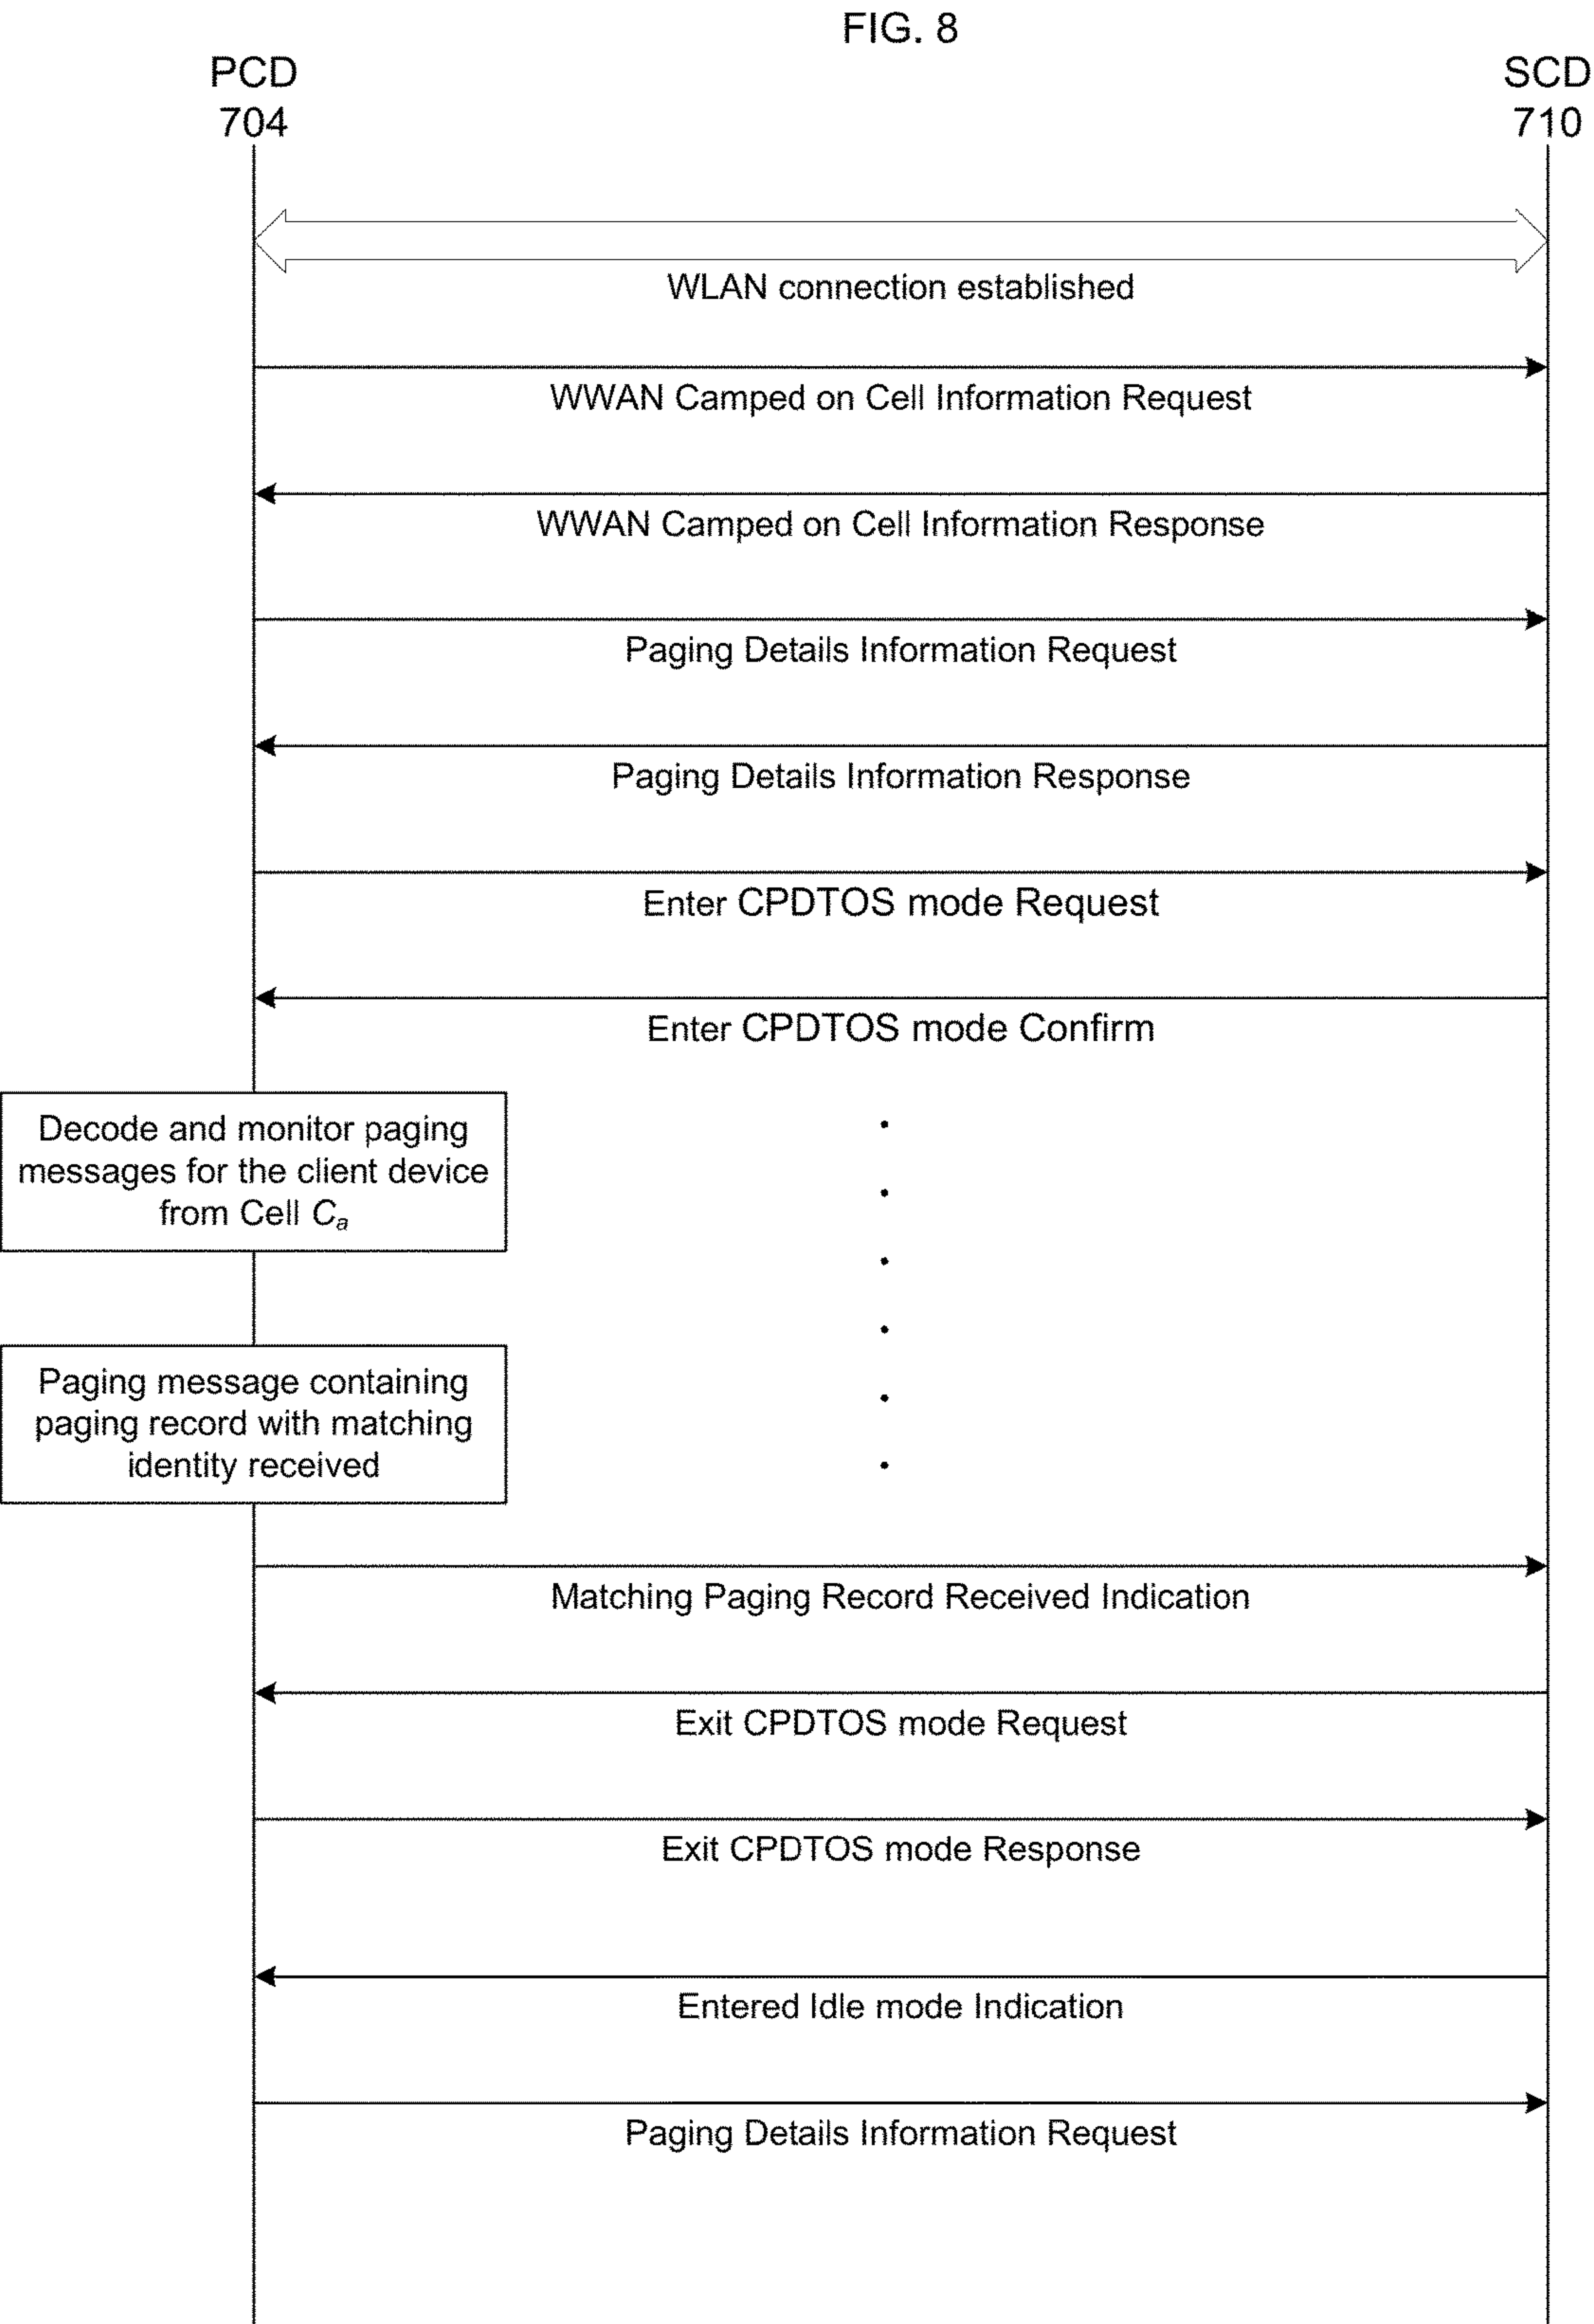 FIG. 8
PCD
704
SCD
710
WLAN connection established
WWAN Camped on Cell Information Request
WWAN Camped on Cell Information Response
Paging Details Information Request
Paging Details Information Response
Enter CPDTOS mode Request
Enter CPDTOS mode Confirm
Decode and monitor paging
messages for the client device
from Cell Ca
Paging message containing
paging record with matching
identity received
Matching Paging Record Received Indication
Exit CPDTOS mode Request
Exit CPDTOS mode Response
Entered Idle mode Indication
Paging Details Information Request